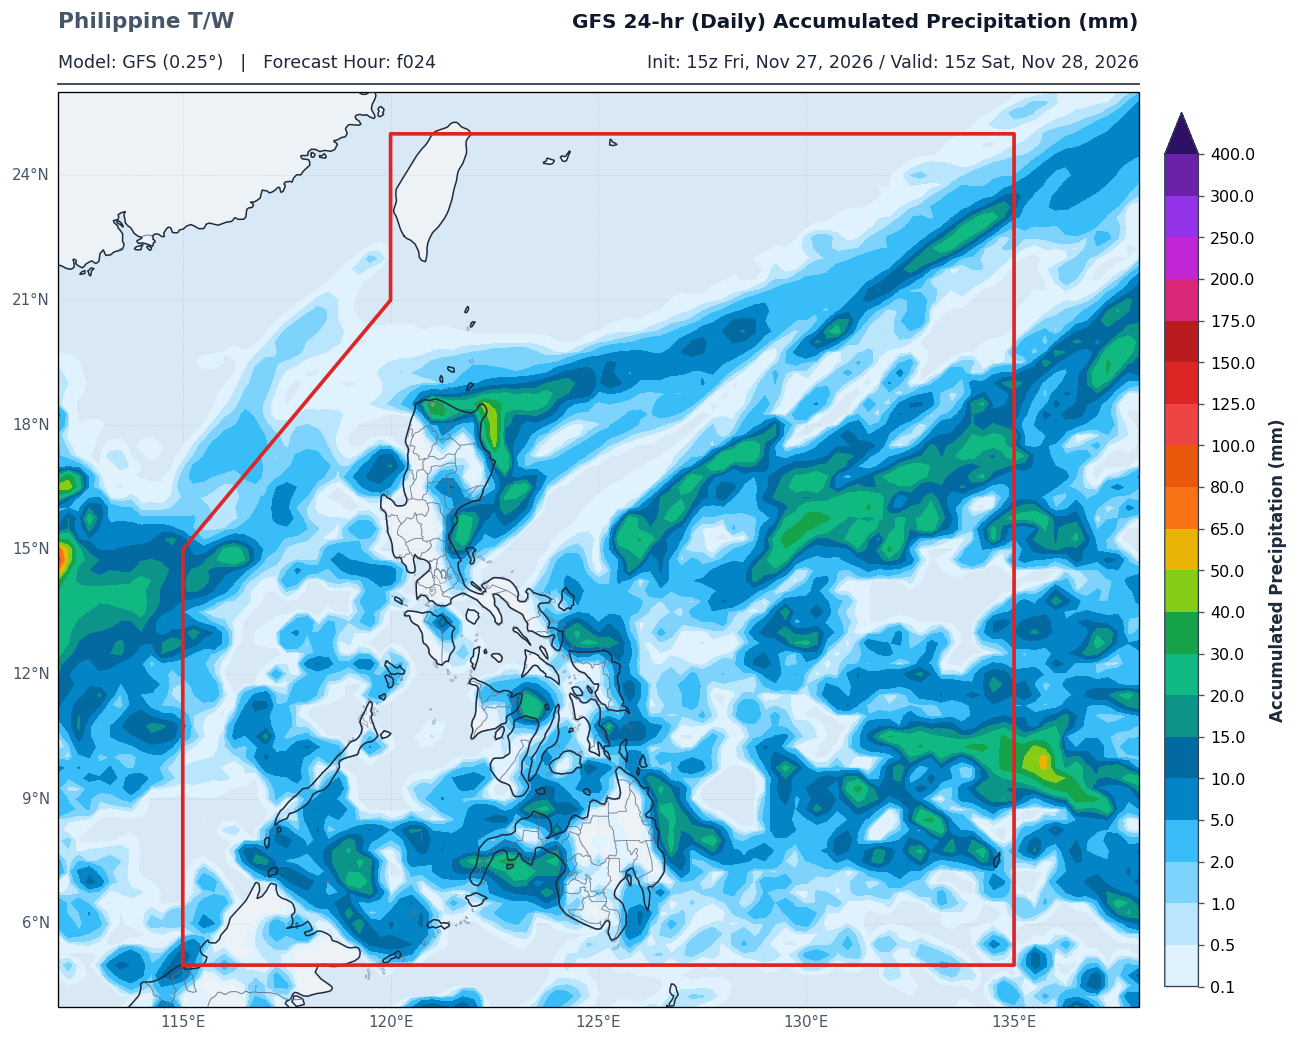 Philippine T/W
GFS 24-hr (Daily) Accumulated Precipitation (mm)
Model: GFS (0.25°)   |   Forecast Hour: f024
Init: 15z Fri, Nov 27, 2026 / Valid: 15z Sat, Nov 28, 2026
24°N
21°N
18°N
15°N
12°N
9°N
6°N
115°E
120°E
125°E
130°E
135°E
400.0
300.0
250.0
200.0
175.0
150.0
125.0
100.0
80.0
65.0
50.0
40.0
30.0
20.0
15.0
10.0
5.0
2.0
1.0
0.5
0.1
Accumulated Precipitation (mm)